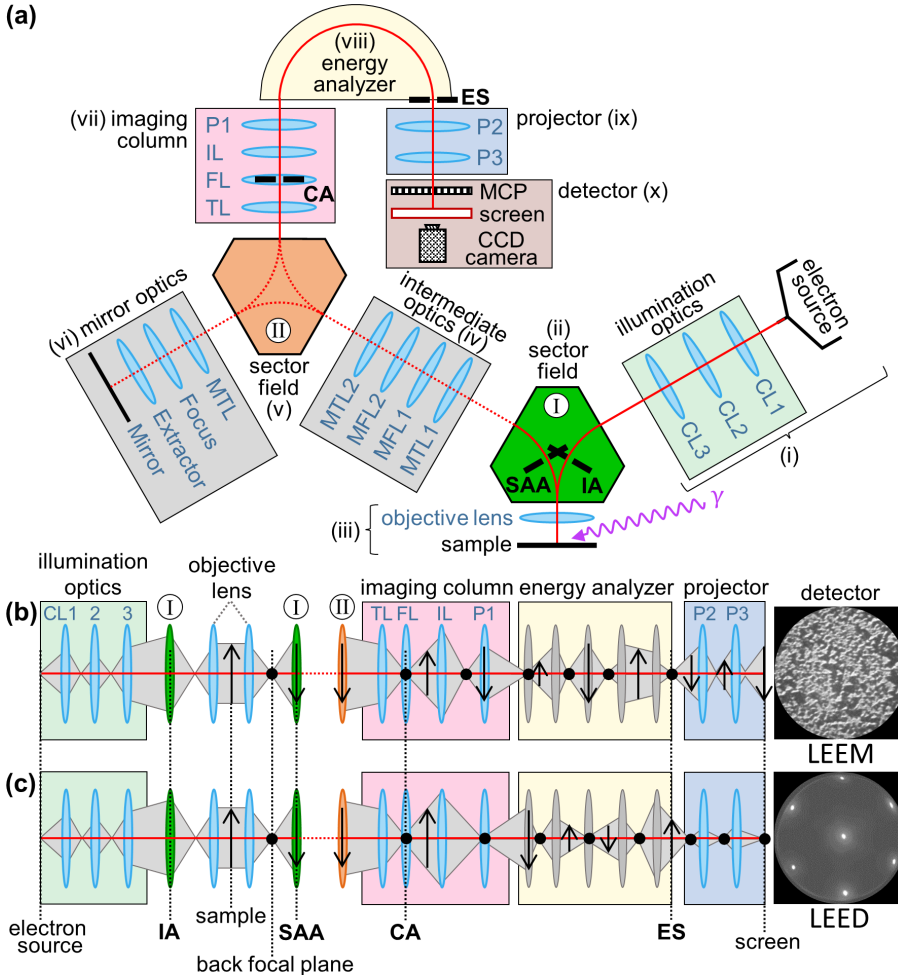 (a)
(viii)
energy
analyzer
ES
(vii) imaging
column
P1
IL
FL
TL
CA
P2
P3
projector (ix)
MCP
screen
CCD
camera
detector (x)
(vi) mirror optics
Mirror
Extractor
Focus
MTL
II
sector
field
(v)
intermediate
optics (iv)
MTL2
MFL2
MFL1
MTL1
(ii)
sector
field
I
SAA
IA
illumination
optics
CL3
CL2
CL1
electron
source
(i)
(iii)
objective lens
sample
γ
illumination
optics
objective
lens
imaging column
energy analyzer
projector
detector
(b)
CL1
2
3
I
I
II
TL
FL
IL
P1
P2
P3
LEEM
(c)
LEED
electron
source
IA
sample
back focal plane
SAA
CA
ES
screen